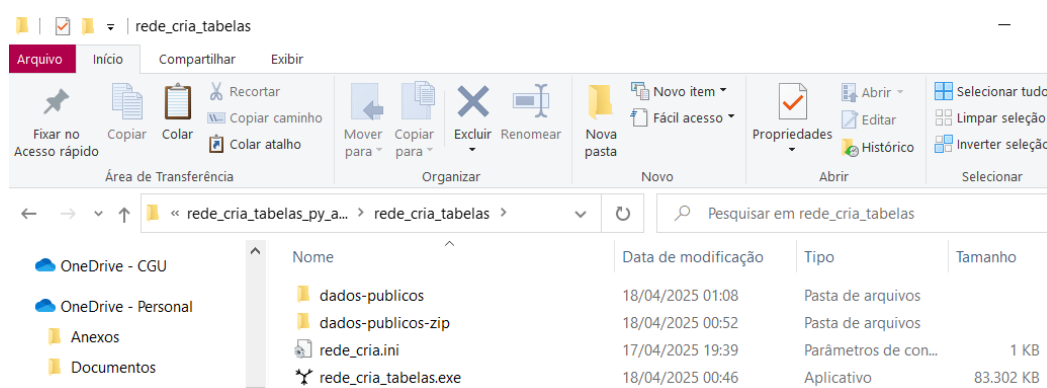 rede_cria_tabelas
Arquivo Início Compartilhar Exibir
Fixar no Acesso rápido
Copiar
Colar
Recortar
Copiar caminho
Colar atalho
Área de Transferência
Mover para
Copiar para
Excluir
Renomear
Organizar
Nova pasta
Novo item
Fácil acesso
Novo
Propriedades
Abrir
Editar
Histórico
Abrir
Selecionar tudo
Limpar seleção
Inverter seleção
Selecionar
« rede_cria_tabelas_py_a... > rede_cria_tabelas >
Pesquisar em rede_cria_tabelas
OneDrive - CGU
OneDrive - Personal
Anexos
Documentos
Nome Data de modificação Tipo Tamanho
dados-publicos 18/04/2025 01:08 Pasta de arquivos
dados-publicos-zip 18/04/2025 00:52 Pasta de arquivos
rede_cria.ini 17/04/2025 19:39 Parâmetros de con... 1 KB
rede_cria_tabelas.exe 18/04/2025 00:46 Aplicativo 83.302 KB